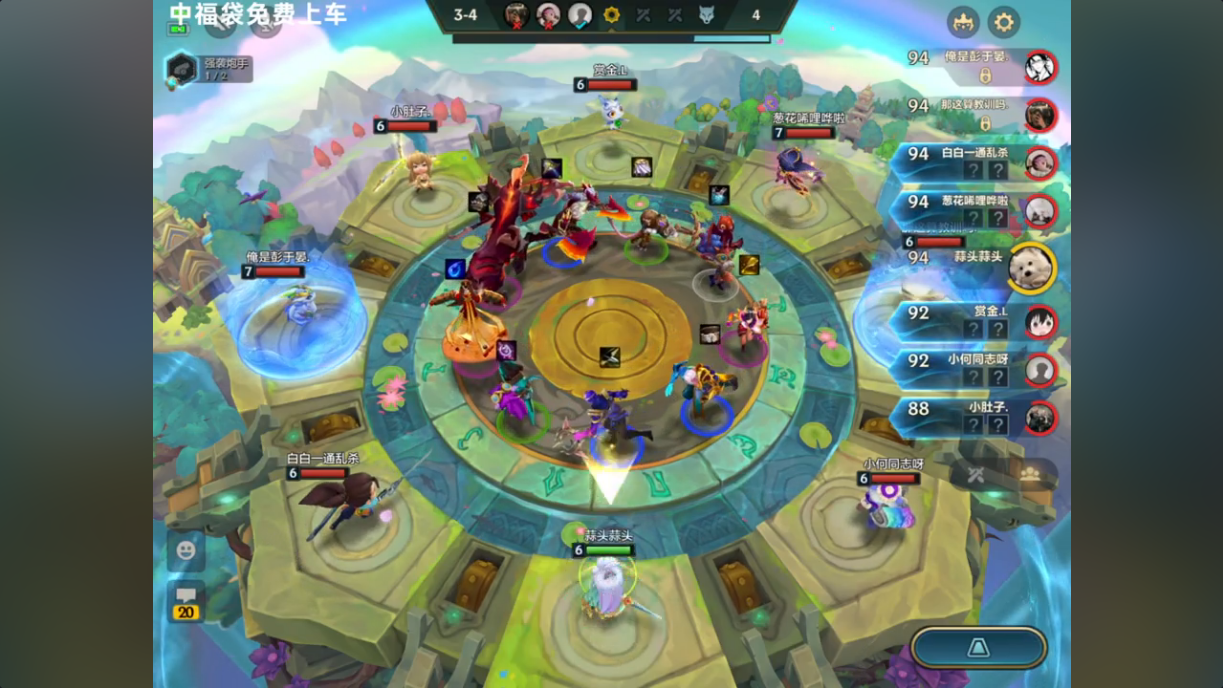 中福袋免费上车
3-4
4
强袭炮手
1/2
6 赏金.L
6 小肚子.
7 葱花唏哩哗啦
7 俺是彭于晏.
6 白白一通乱杀
6 小何同志呀
6 蒜头蒜头
94 俺是彭于晏.
94 那这算教训吗.
94 白白一通乱杀
? ?
94 葱花唏哩哗啦
? ?
6
94 蒜头蒜头
92 赏金.L
? ?
92 小何同志呀
? ?
88 小肚子.
? ?
20